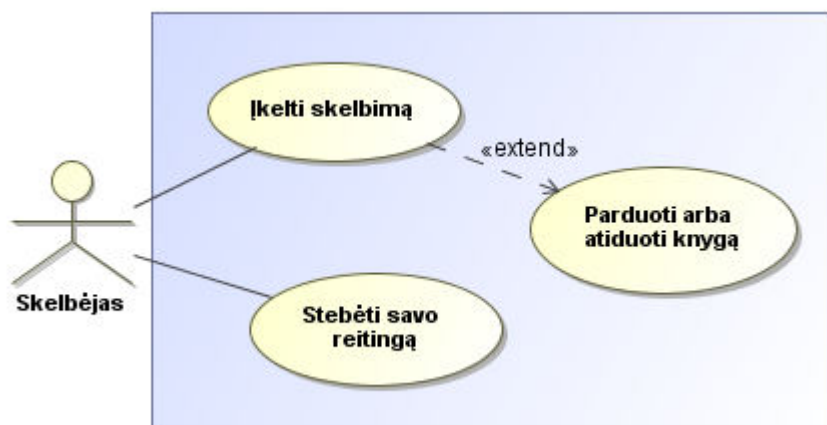 Įkelti skelbimą
«extend»
Parduoti arba
atiduoti knygą
Skelbėjas
Stebėti savo
reitingą